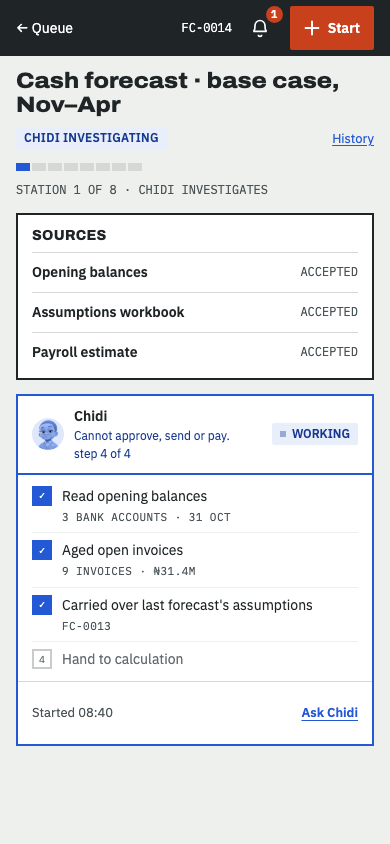 ← Queue
FC-0014
1
Start
Cash forecast · base case,
Nov–Apr
CHIDI INVESTIGATING
History
STATION 1 OF 8 · CHIDI INVESTIGATES
SOURCES
Opening balances ACCEPTED
Assumptions workbook ACCEPTED
Payroll estimate ACCEPTED
Chidi
Cannot approve, send or pay.
step 4 of 4
WORKING
✓ Read opening balances
3 BANK ACCOUNTS · 31 OCT
✓ Aged open invoices
9 INVOICES · ₦31.4M
✓ Carried over last forecast's assumptions
FC-0013
4 Hand to calculation
Started 08:40
Ask Chidi